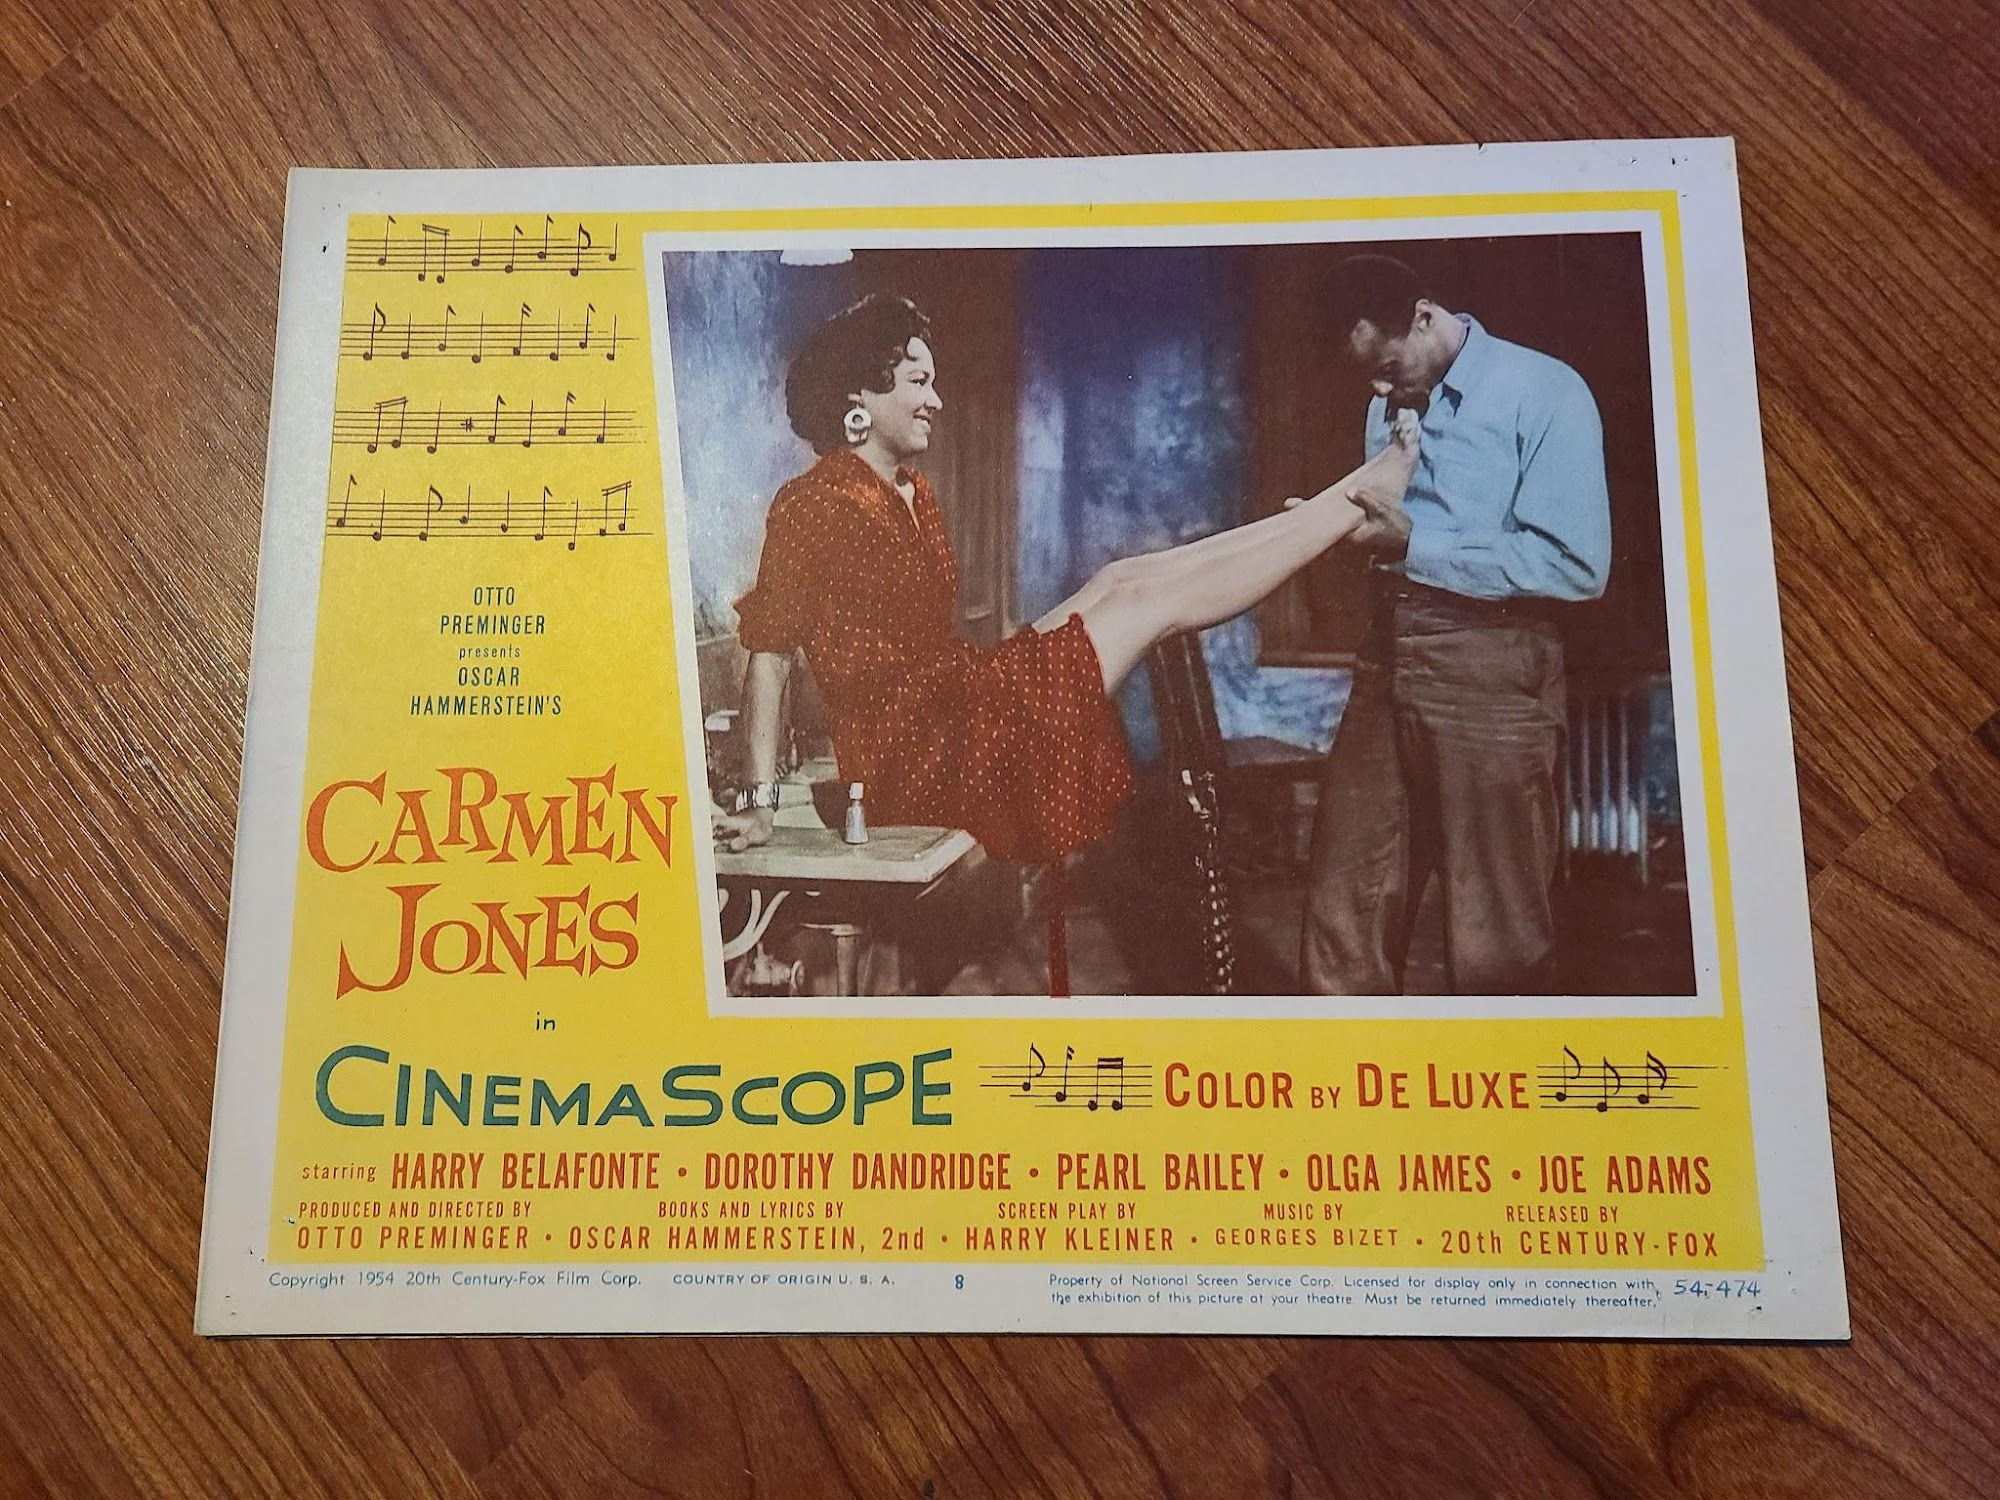 OTTO
PREMINGER
presents
OSCAR
HAMMERSTEIN'S
CARMEN
JONES
in
CINEMASCOPE
COLOR BY DE LUXE
starring HARRY BELAFONTE • DOROTHY DANDRIDGE • PEARL BAILEY • OLGA JAMES • JOE ADAMS
PRODUCED AND DIRECTED BY BOOKS AND LYRICS BY SCREEN PLAY BY MUSIC BY RELEASED BY
OTTO PREMINGER • OSCAR HAMMERSTEIN, 2nd • HARRY KLEINER • GEORGES BIZET • 20th CENTURY-FOX
Copyright 1954 20th Century-Fox Film Corp. COUNTRY OF ORIGIN U. S. A. 8 Property of National Screen Service Corp. Licensed for display only in connection with 54-474
the exhibition of this picture at your theatre. Must be returned immediately thereafter.